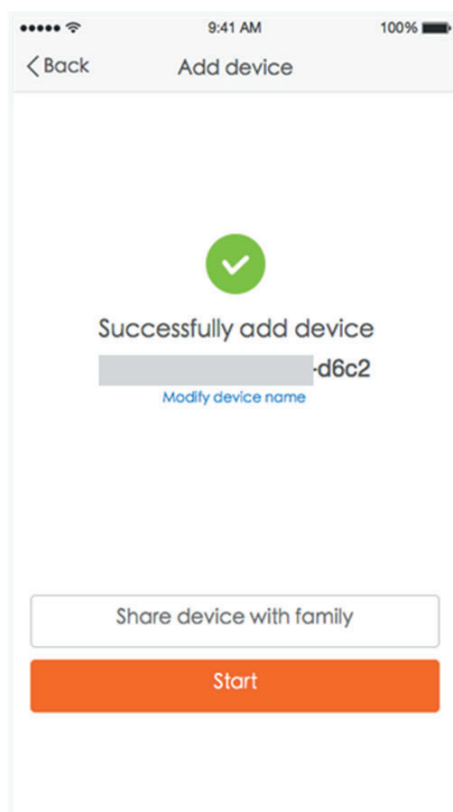 9:41 AM
100%
Back
Add device
Successfully add device
-d6c2
Modify device name
Share device with family
Start